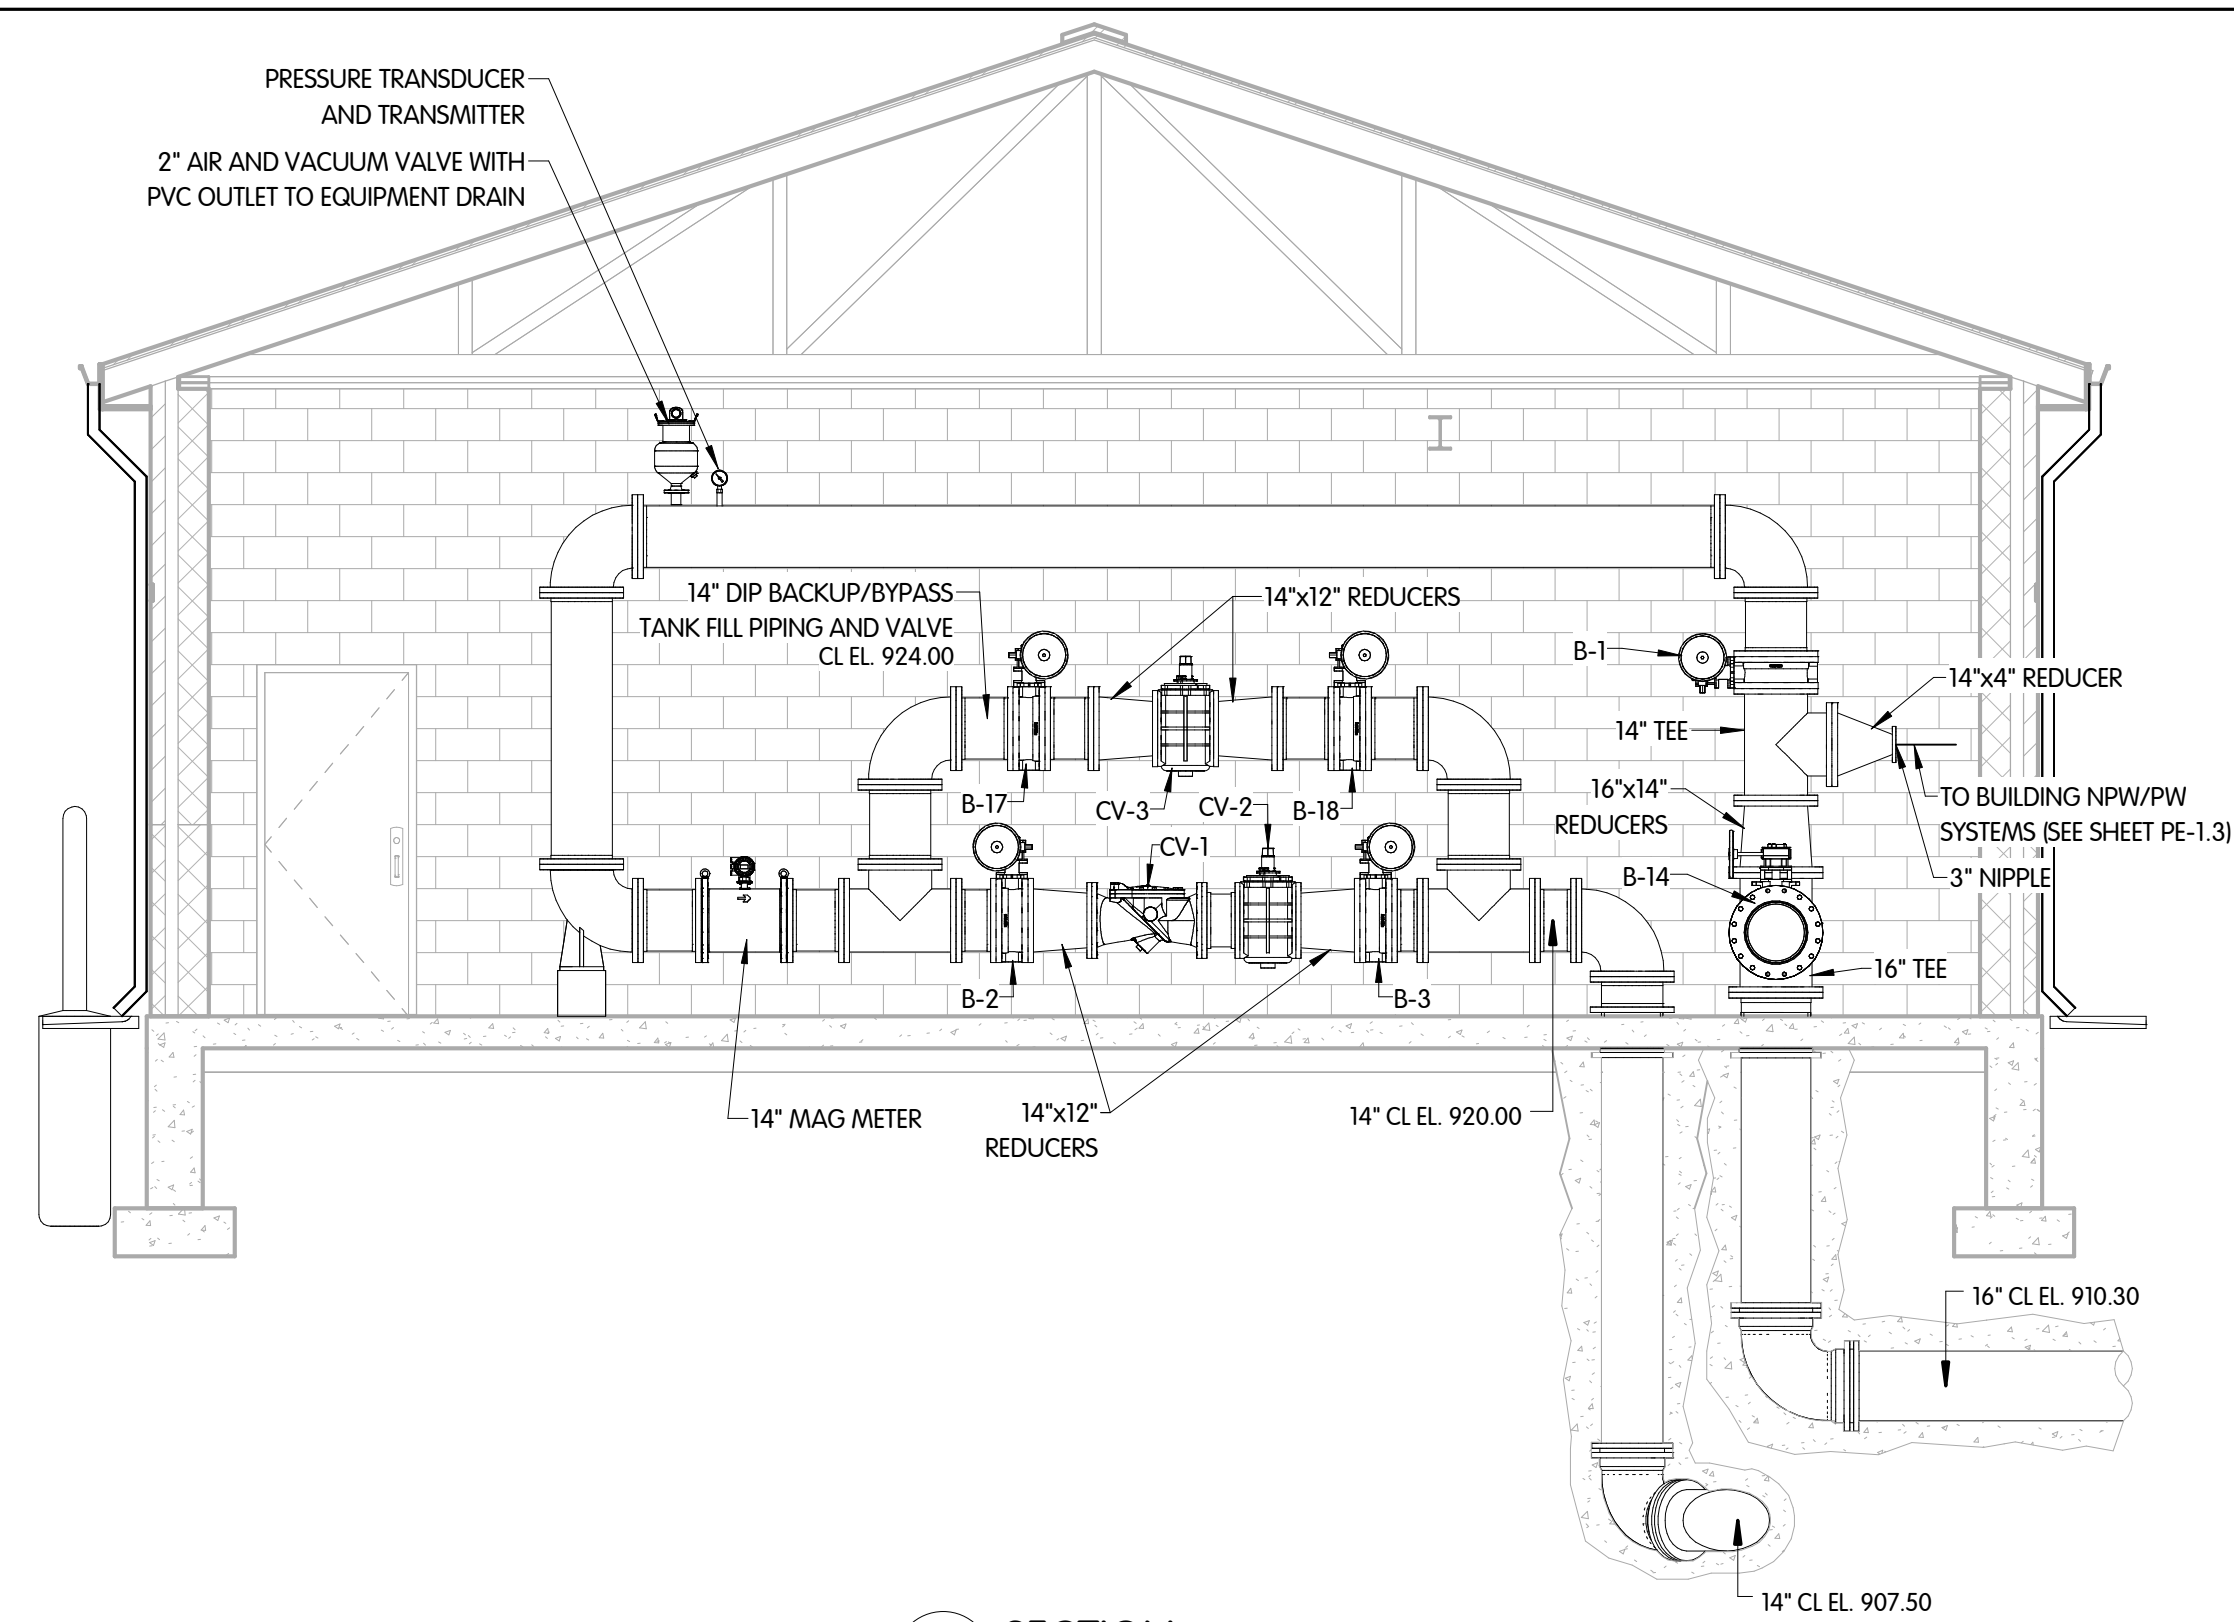 PRESSURE TRANSDUCER
AND TRANSMITTER
2" AIR AND VACUUM VALVE WITH
PVC OUTLET TO EQUIPMENT DRAIN
14" DIP BACKUP/BYPASS
TANK FILL PIPING AND VALVE
CL EL. 924.00
14"x12" REDUCERS
B-1
14"x4" REDUCER
14" TEE
16"x14"
REDUCERS
TO BUILDING NPW/PW
SYSTEMS (SEE SHEET PE-1.3)
3" NIPPLE
B-17
CV-3
CV-2
B-18
CV-1
B-14
16" TEE
B-2
B-3
14" MAG METER
14"x12"
REDUCERS
14" CL EL. 920.00
16" CL EL. 910.30
14" CL EL. 907.50